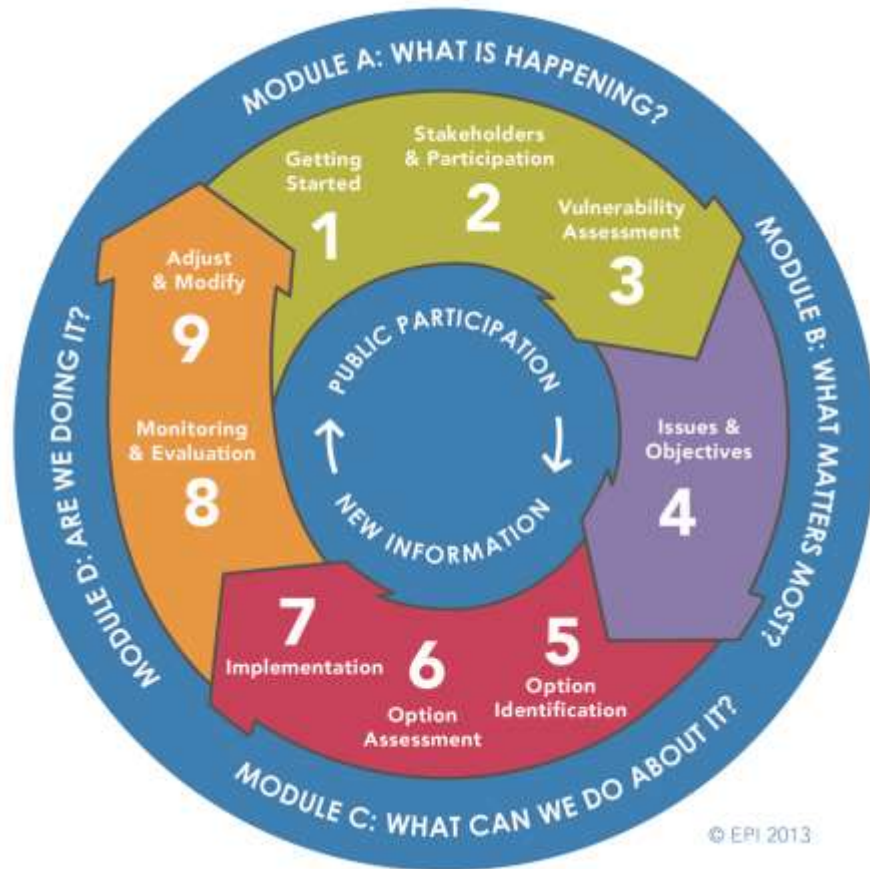 MODULE A: WHAT IS HAPPENING?
Getting
Started
1
Stakeholders
& Participation
2
Vulnerability
Assessment
3
MODULE B: WHAT MATTERS MOST?
Issues &
Objectives
4
MODULE C: WHAT CAN WE DO ABOUT IT?
5
Option
Identification
6
Option
Assessment
7
Implementation
MODULE D: ARE WE DOING IT?
Monitoring
& Evaluation
8
Adjust
& Modify
9
PUBLIC PARTICIPATION
NEW INFORMATION
© EPI 2013